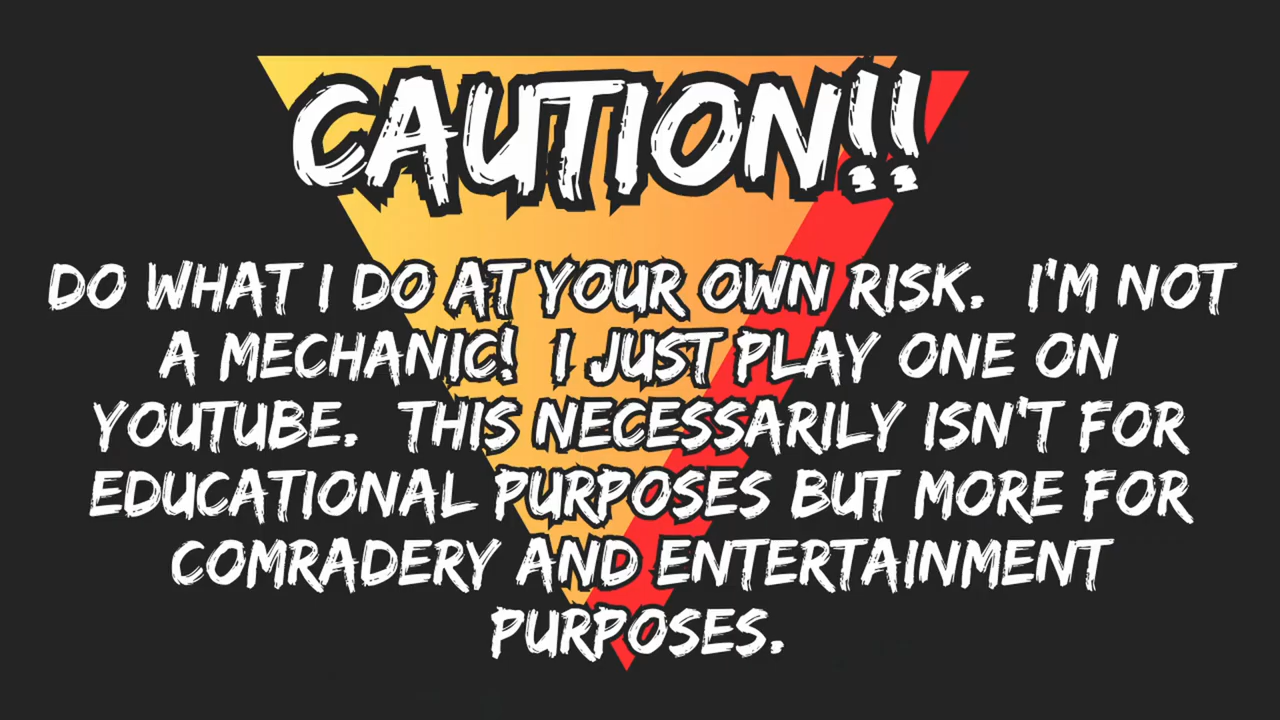 CAUTION!!
DO WHAT I DO AT YOUR OWN RISK. I'M NOT
A MECHANIC! I JUST PLAY ONE ON
YOUTUBE. THIS NECESSARILY ISN'T FOR
EDUCATIONAL PURPOSES BUT MORE FOR
COMRADERY AND ENTERTAINMENT
PURPOSES.